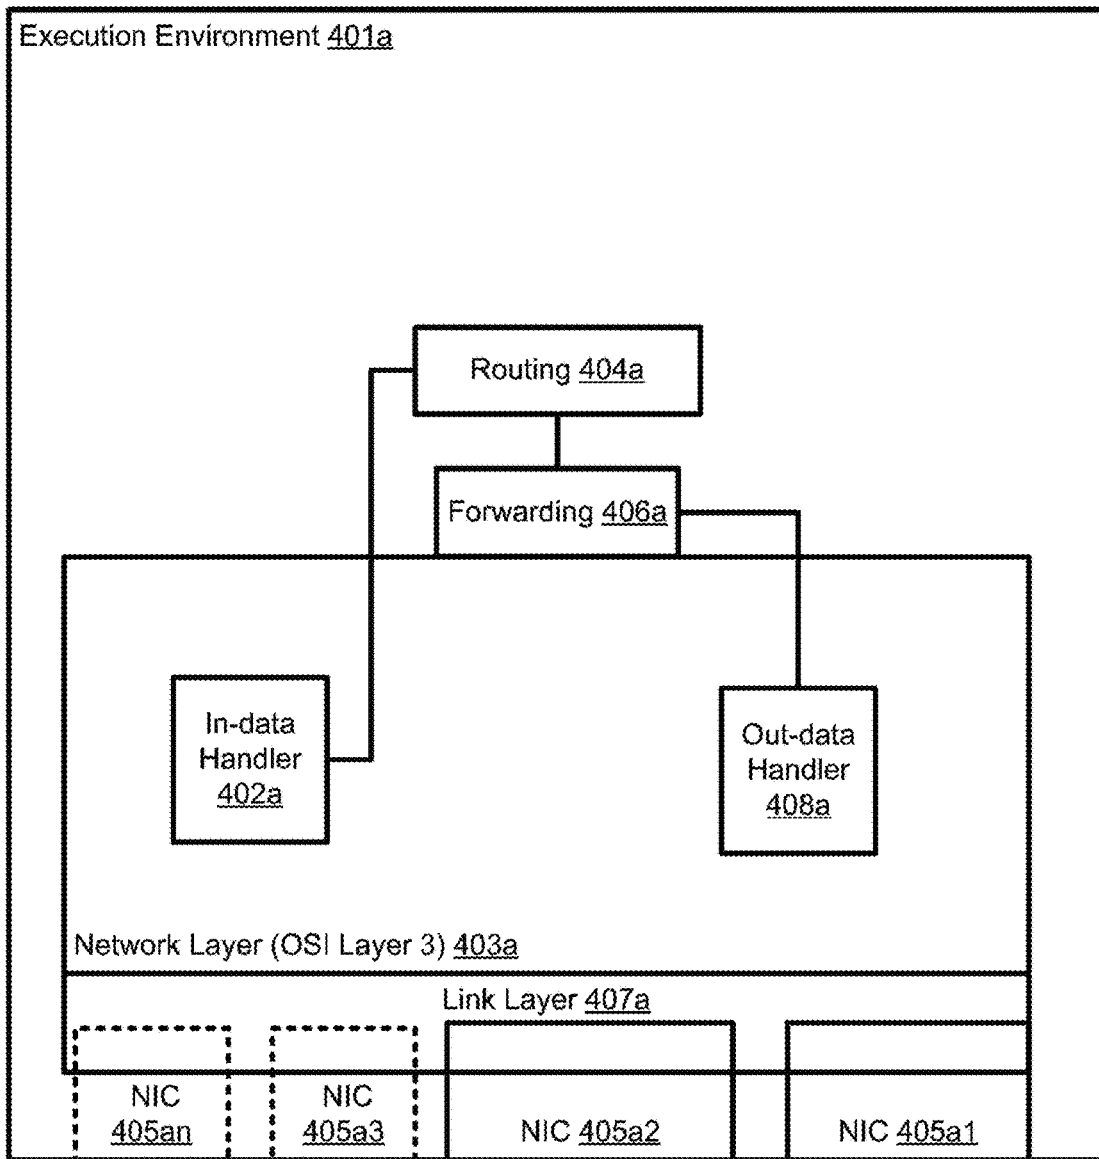 Execution Environment 401a
Routing 404a
Forwarding 406a
In-data
Handler
402a
Out-data
Handler
408a
Network Layer (OSI Layer 3) 403a
Link Layer 407a
NIC
405an
NIC
405a3
NIC 405a2
NIC 405a1